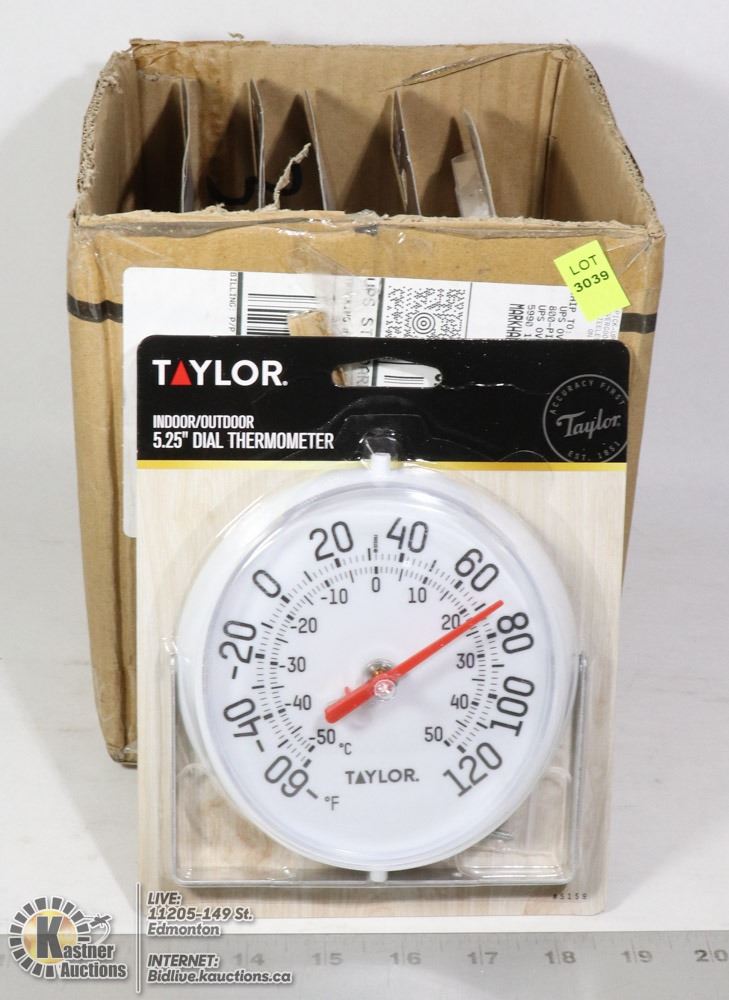 LOT
3039
BILLING P/P
TAYLOR.
INDOOR/OUTDOOR
5.25" DIAL THERMOMETER
ACCURACY FIRST
Taylor
EST. 1851
-60 -40 -20 0 20 40 60 80 100 120
°F
-50 -40 -30 -20 -10 0 10 20 30 40 50
°C
TAYLOR.
#5159
LIVE:
11205-149 St.
Edmonton
INTERNET:
Bidlive.kauctions.ca
Kastner
Auctions
14 15 16 17 18 19 20